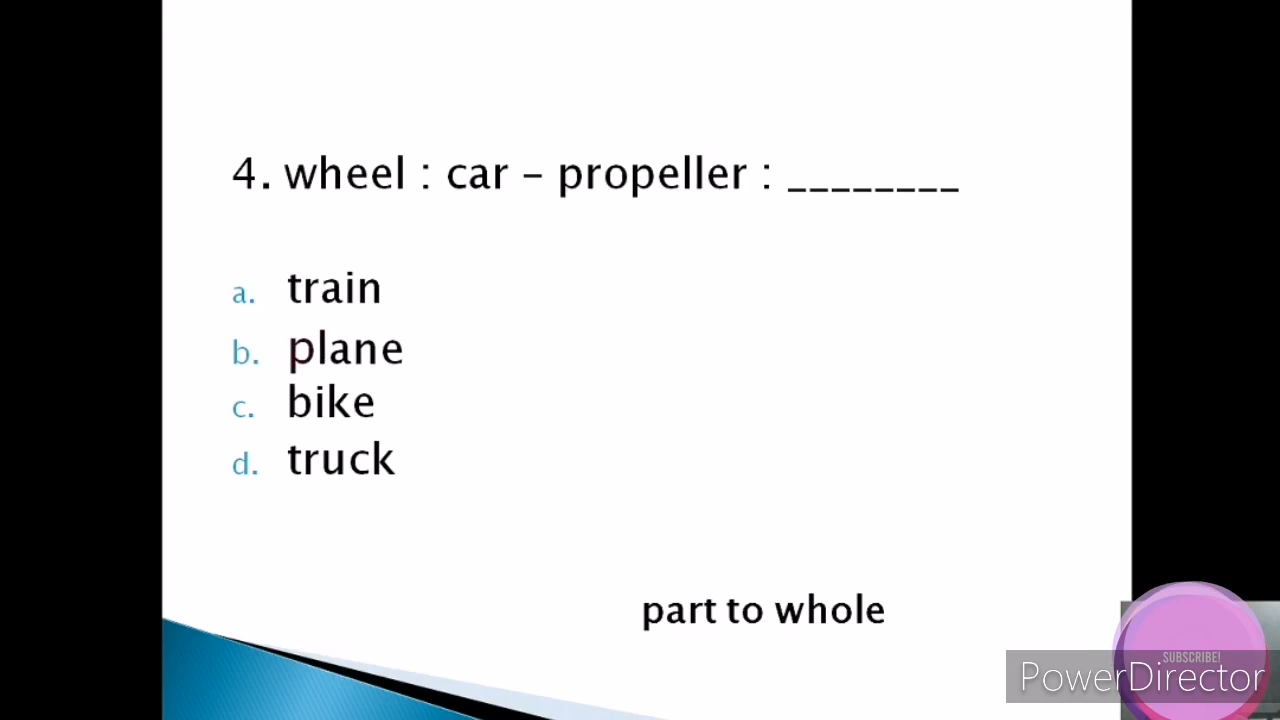 4. wheel : car – propeller : ________
a. train
b. plane
c. bike
d. truck
part to whole
SUBSCRIBE!
PowerDirector